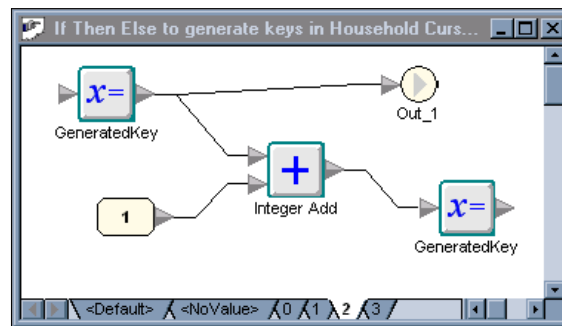 If Then Else to generate keys in Household Curs...
x=
GeneratedKey
Out_1
+
Integer Add
1
x=
GeneratedKey
<Default> <NoValue> 0 1 2 3